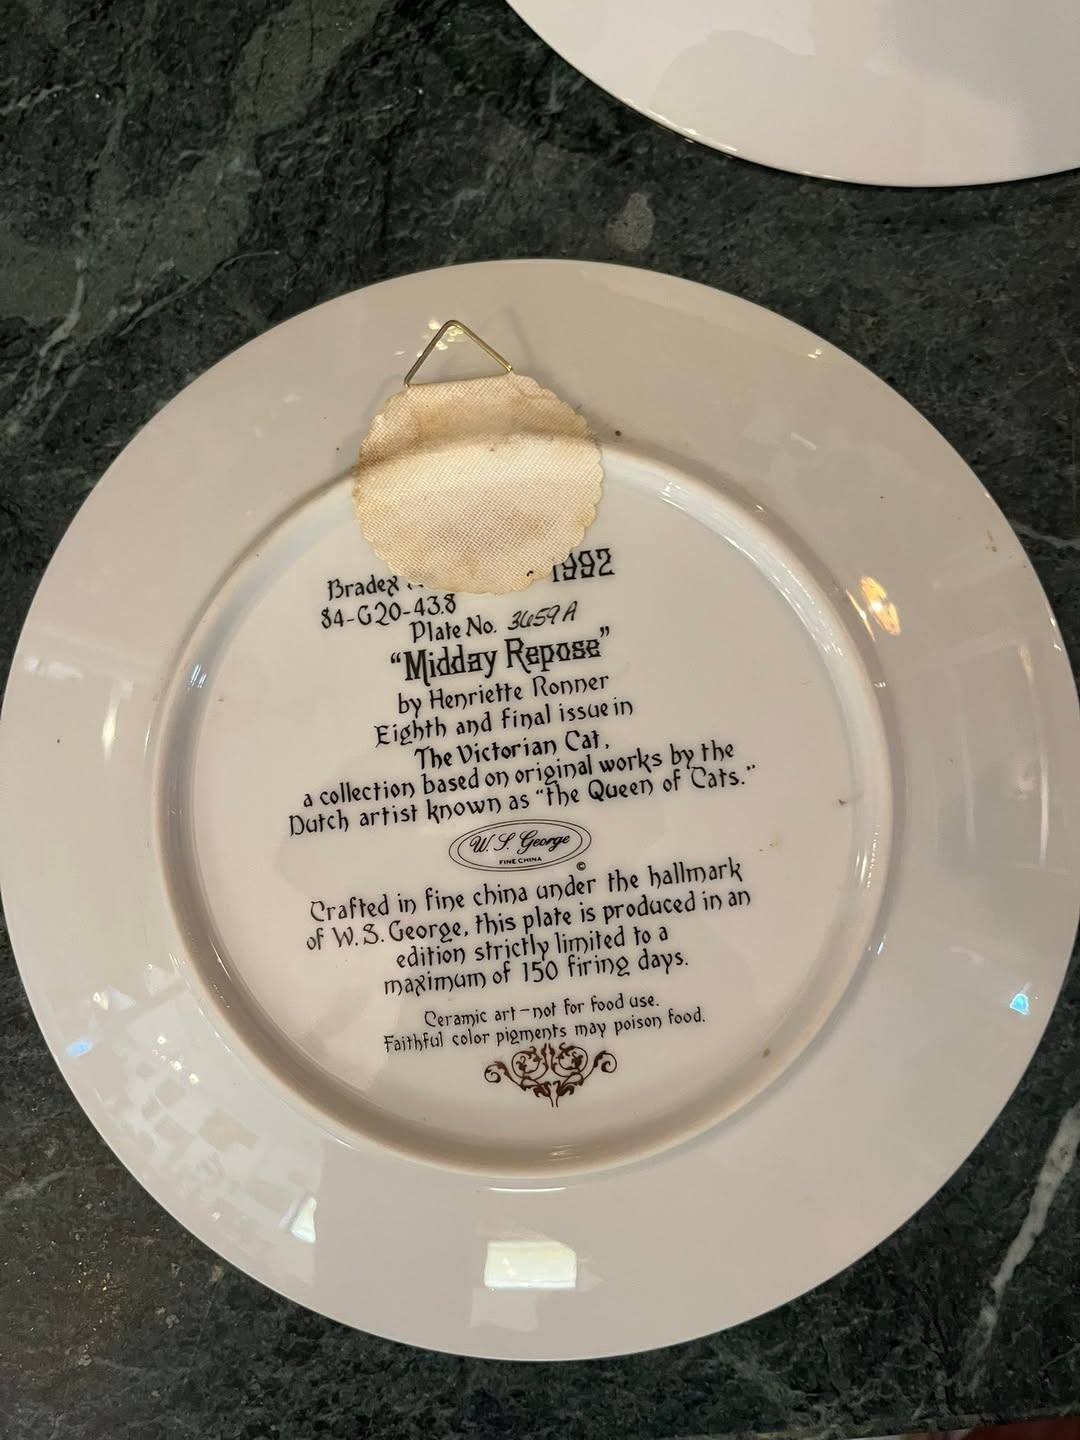 Bradex 1992
84-G20-43.8
Plate No. 3659A
"Midday Repose"
by Henriette Ronner
Eighth and final issue in
The Victorian Cat,
a collection based on original works by the
Dutch artist known as "the Queen of Cats."
W. S. George
FINE CHINA
©
Crafted in fine china under the hallmark
of W. S. George, this plate is produced in an
edition strictly limited to a
maximum of 150 firing days.
Ceramic art—not for food use.
Faithful color pigments may poison food.